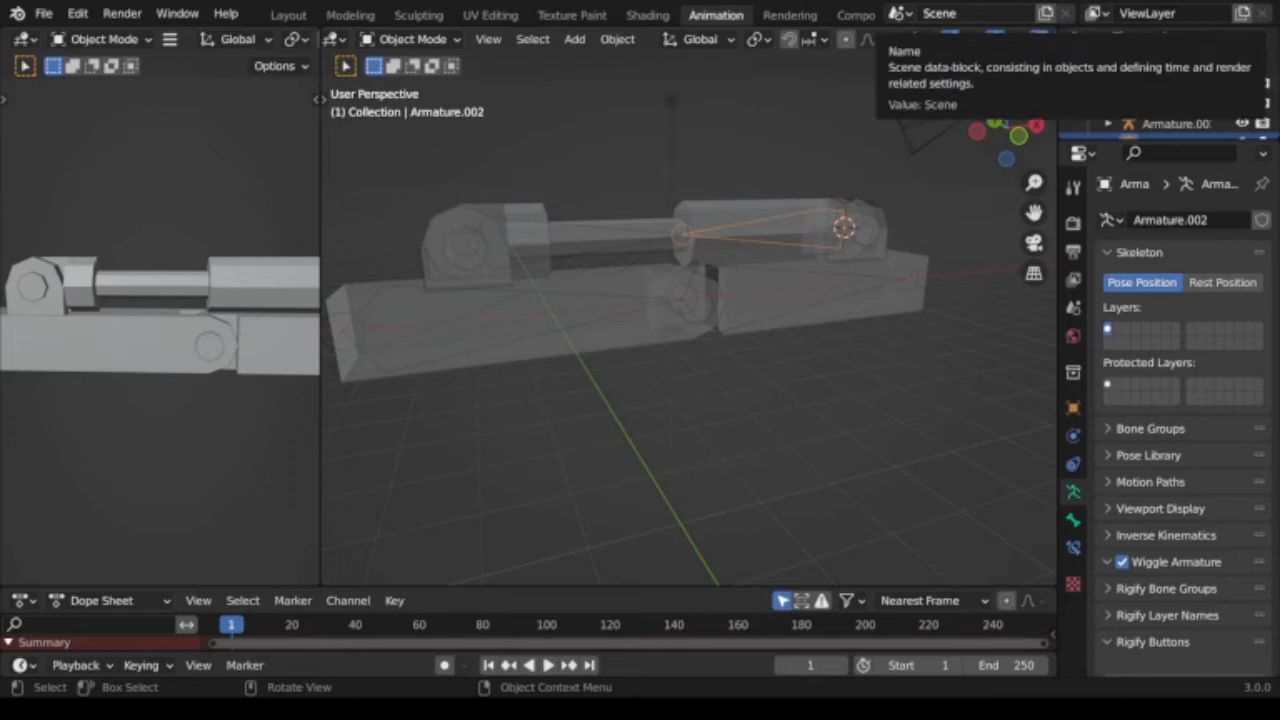 File Edit Render Window Help Layout Modeling Sculpting UV Editing Texture Paint Shading Animation Rendering Compo Scene ViewLayer
Object Mode Global Object Mode View Select Add Object Global
Options
Name
Scene data-block, consisting in objects and defining time and render
related settings.
Value: Scene
User Perspective
(1) Collection | Armature.002
Armature.00
Arma > Arma...
Armature.002
Skeleton
Pose Position Rest Position
Layers:
Protected Layers:
Bone Groups
Pose Library
Motion Paths
Viewport Display
Inverse Kinematics
Wiggle Armature
Rigify Bone Groups
Rigify Layer Names
Rigify Buttons
Dope Sheet View Select Marker Channel Key Nearest Frame
1 20 40 60 80 100 120 140 160 180 200 220 240
Summary
Playback Keying View Marker 1 Start 1 End 250
Select Box Select Rotate View Object Context Menu 3.0.0